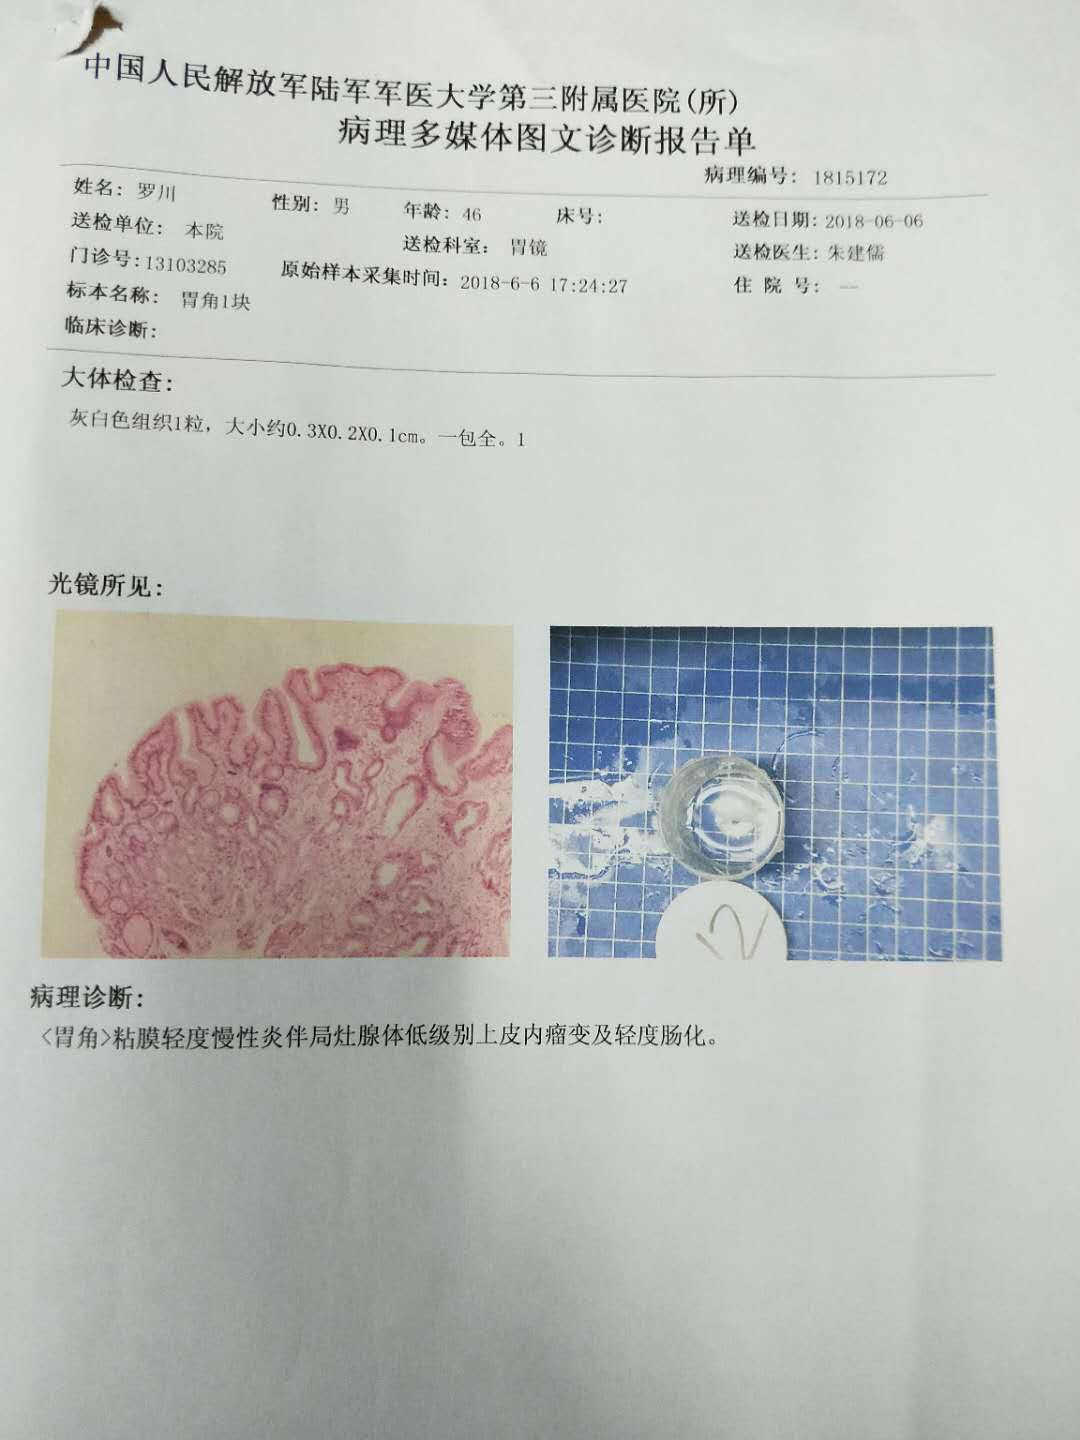 中国人民解放军陆军军医大学第三附属医院(所)
病理多媒体图文诊断报告单
病理编号: 1815172
姓名: 罗川 性别: 男 年龄: 46 床号: 送检日期: 2018-06-06
送检单位: 本院 送检科室: 胃镜 送检医生: 朱建儒
门诊号: 13103285 原始样本采集时间: 2018-6-6 17:24:27 住 院 号: --
标本名称: 胃角1块
临床诊断:
大体检查:
灰白色组织1粒，大小约0.3X0.2X0.1cm。一包全。1
光镜所见:
12
病理诊断:
<胃角>粘膜轻度慢性炎伴局灶腺体低级别上皮内瘤变及轻度肠化。